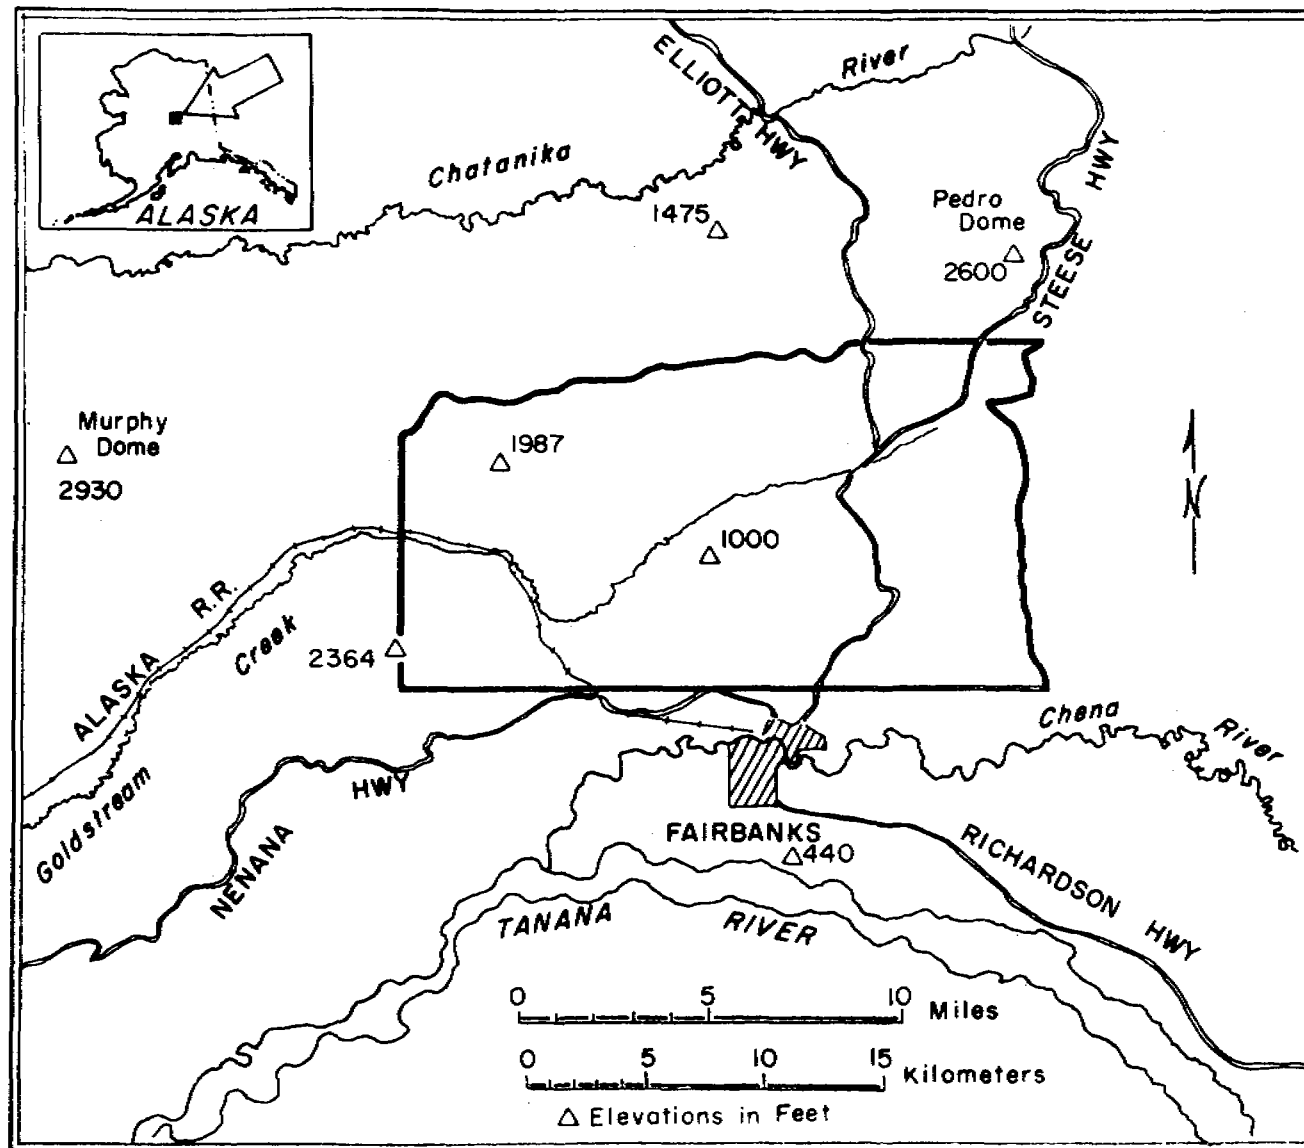 ALASKA
ELLIOTT HWY
River
Chatanika
1475
Pedro
Dome
2600
STEESE HWY
Murphy
Dome
2930
1987
1000
N
ALASKA R.R.
2364
Goldstream Creek
NENANA HWY
Chena River
FAIRBANKS
440
RICHARDSON HWY
TANANA RIVER
0 5 10 Miles
0 5 10 15 Kilometers
Elevations in Feet